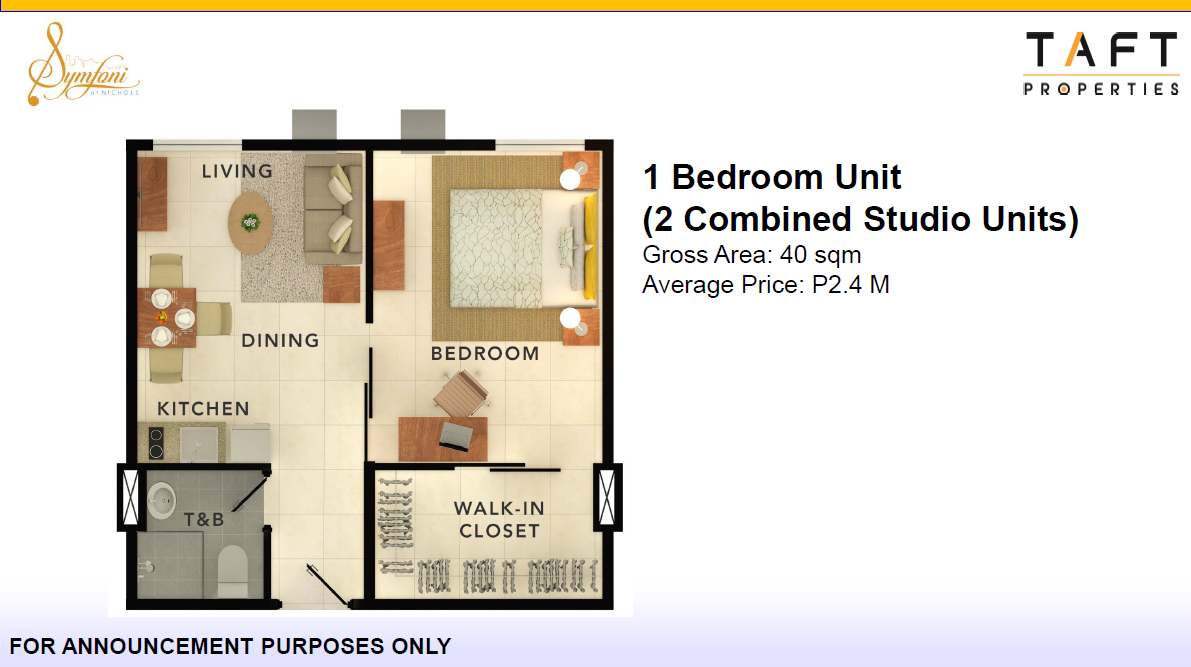 Symfoni
AT NICHOLS
TAFT
PROPERTIES
1 Bedroom Unit
(2 Combined Studio Units)
Gross Area: 40 sqm
Average Price: P2.4 M
LIVING
DINING
BEDROOM
KITCHEN
T&B
WALK-IN
CLOSET
FOR ANNOUNCEMENT PURPOSES ONLY